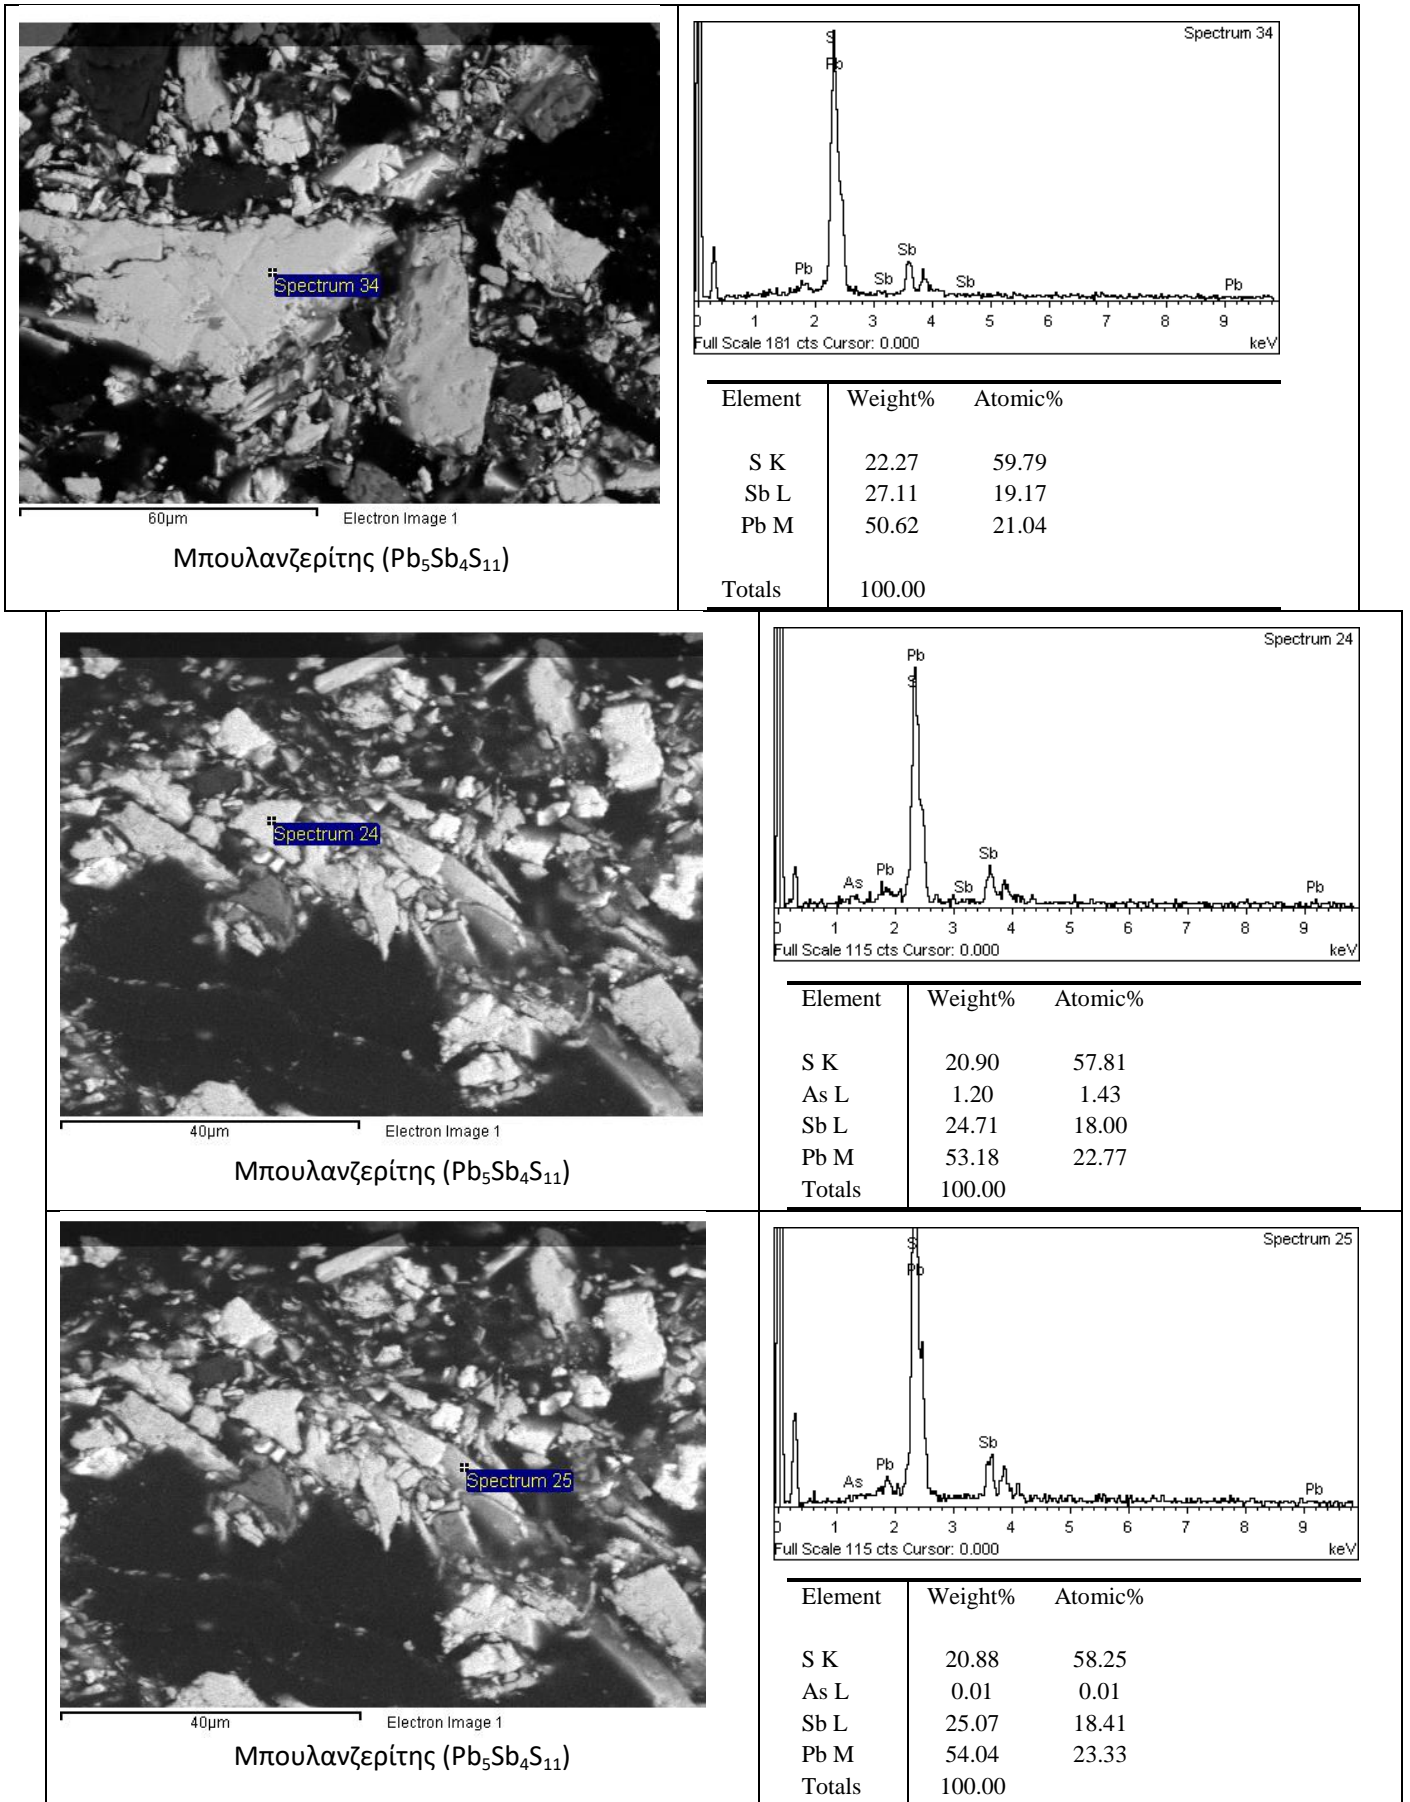 Spectrum 34
60μm Electron Image 1
Μπουλανζερίτης (Pb₅Sb₄S₁₁)
Spectrum 34
S
Pb
Pb
Sb
Sb
Sb
Pb
0 1 2 3 4 5 6 7 8 9
Full Scale 181 cts Cursor: 0.000 keV
Element Weight% Atomic%
S K 22.27 59.79
Sb L 27.11 19.17
Pb M 50.62 21.04
Totals 100.00
Spectrum 24
40μm Electron Image 1
Μπουλανζερίτης (Pb₅Sb₄S₁₁)
Spectrum 24
Pb
S
As
Pb
Sb
Sb
Pb
0 1 2 3 4 5 6 7 8 9
Full Scale 115 cts Cursor: 0.000 keV
Element Weight% Atomic%
S K 20.90 57.81
As L 1.20 1.43
Sb L 24.71 18.00
Pb M 53.18 22.77
Totals 100.00
Spectrum 25
40μm Electron Image 1
Μπουλανζερίτης (Pb₅Sb₄S₁₁)
Spectrum 25
S
Pb
As
Pb
Sb
Pb
0 1 2 3 4 5 6 7 8 9
Full Scale 115 cts Cursor: 0.000 keV
Element Weight% Atomic%
S K 20.88 58.25
As L 0.01 0.01
Sb L 25.07 18.41
Pb M 54.04 23.33
Totals 100.00